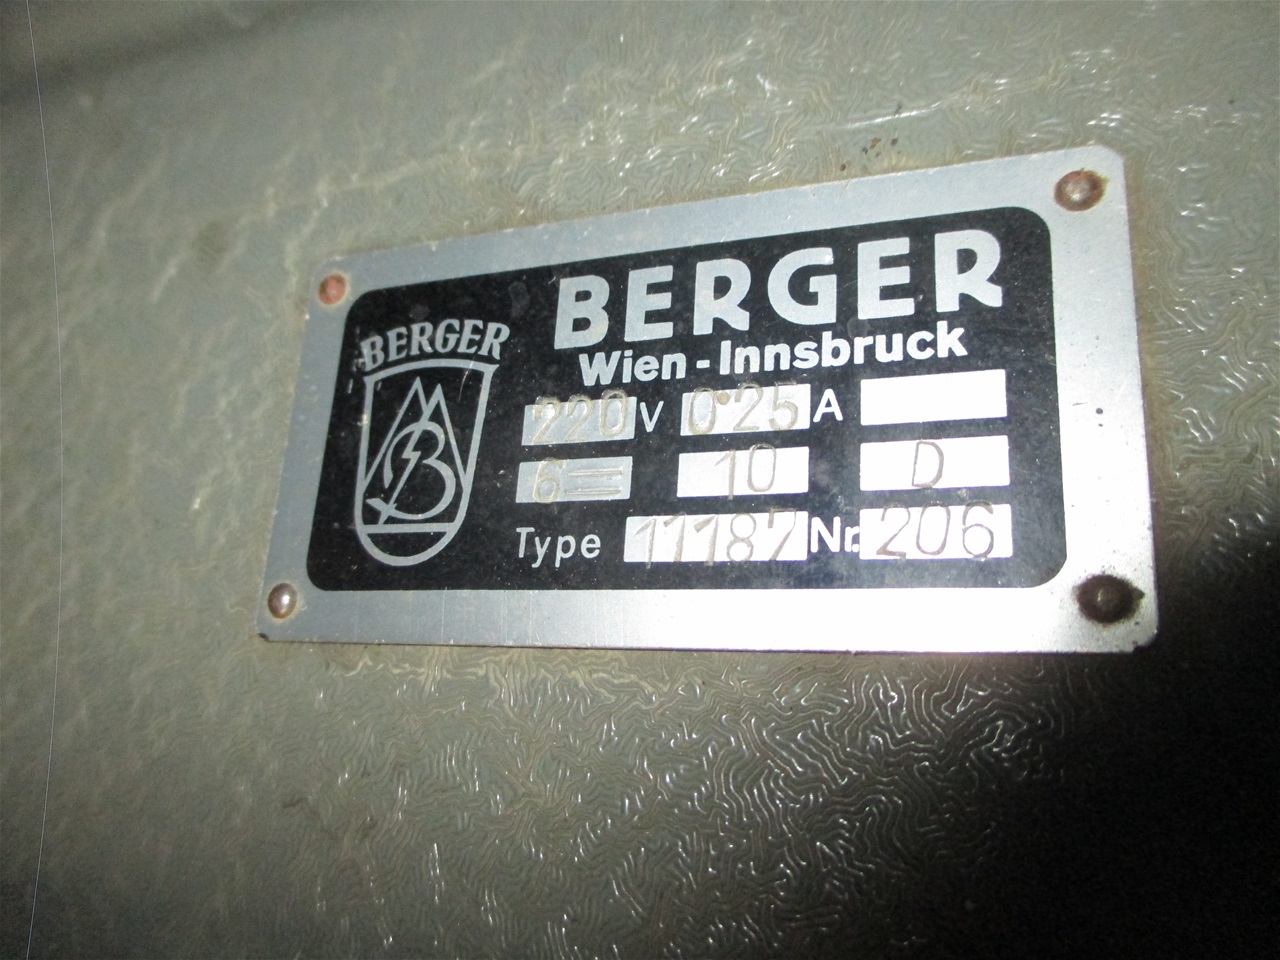 BERGER
BERGER
Wien - Innsbruck
220 V 0.25 A
6= 10 D
Type 11187 Nr. 206
B